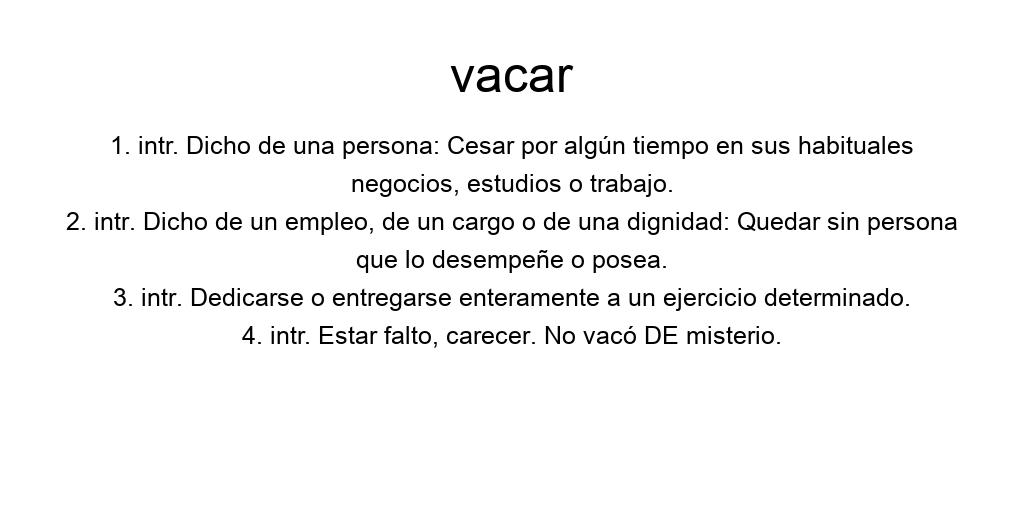 vacar
1. intr. Dicho de una persona: Cesar por algún tiempo en sus habituales
negocios, estudios o trabajo.
2. intr. Dicho de un empleo, de un cargo o de una dignidad: Quedar sin persona
que lo desempeñe o posea.
3. intr. Dedicarse o entregarse enteramente a un ejercicio determinado.
4. intr. Estar falto, carecer. No vacó DE misterio.